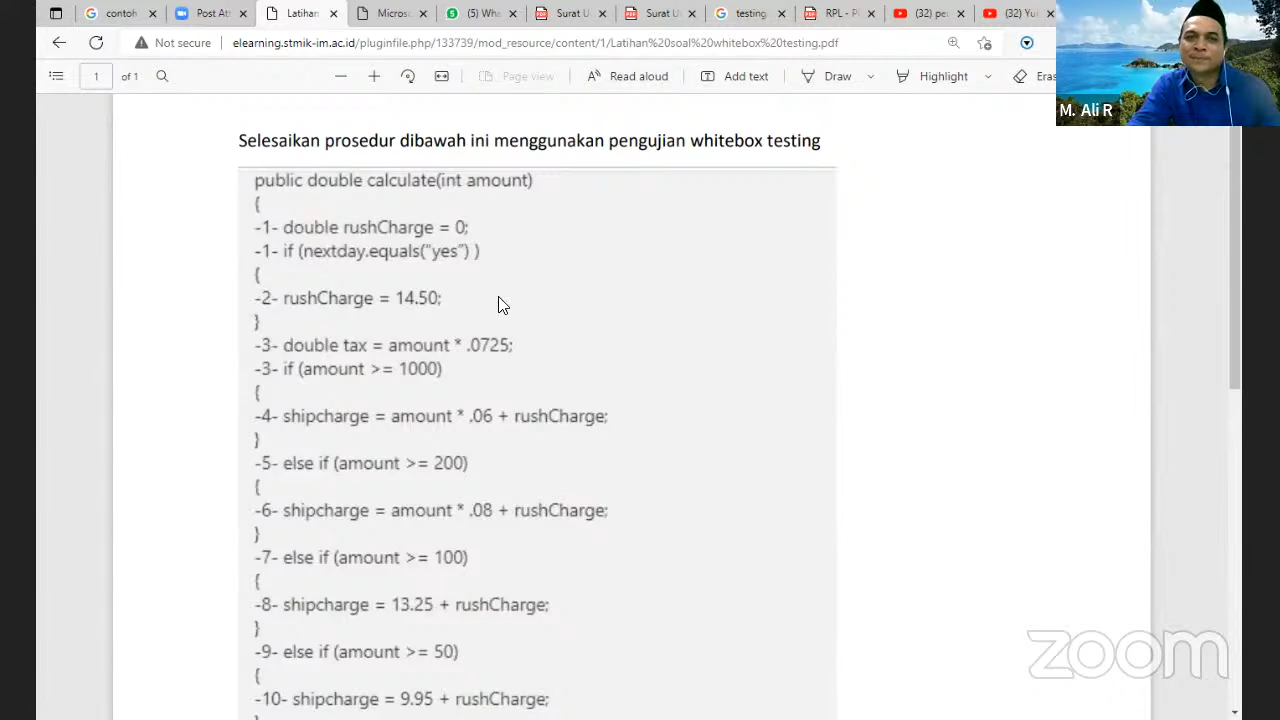 contoh
Post At
Latihan
Micros
(5) Wha
Surat U
Surat U
testing
RPL - P
(32) pe
(32) Yu
Not secure
elearning.stmik-im.ac.id/pluginfile.php/133739/mod_resource/content/1/Latihan%20soal%20whitebox%20testing.pdf
1 of 1
Page view
Read aloud
Add text
Draw
Highlight
Eras
M. Ali R
Selesaikan prosedur dibawah ini menggunakan pengujian whitebox testing
public double calculate(int amount)
{
-1- double rushCharge = 0;
-1- if (nextday.equals("yes") )
{
-2- rushCharge = 14.50;
}
-3- double tax = amount * .0725;
-3- if (amount >= 1000)
{
-4- shipcharge = amount * .06 + rushCharge;
}
-5- else if (amount >= 200)
{
-6- shipcharge = amount * .08 + rushCharge;
}
-7- else if (amount >= 100)
{
-8- shipcharge = 13.25 + rushCharge;
}
-9- else if (amount >= 50)
{
-10- shipcharge = 9.95 + rushCharge;
}
zoom